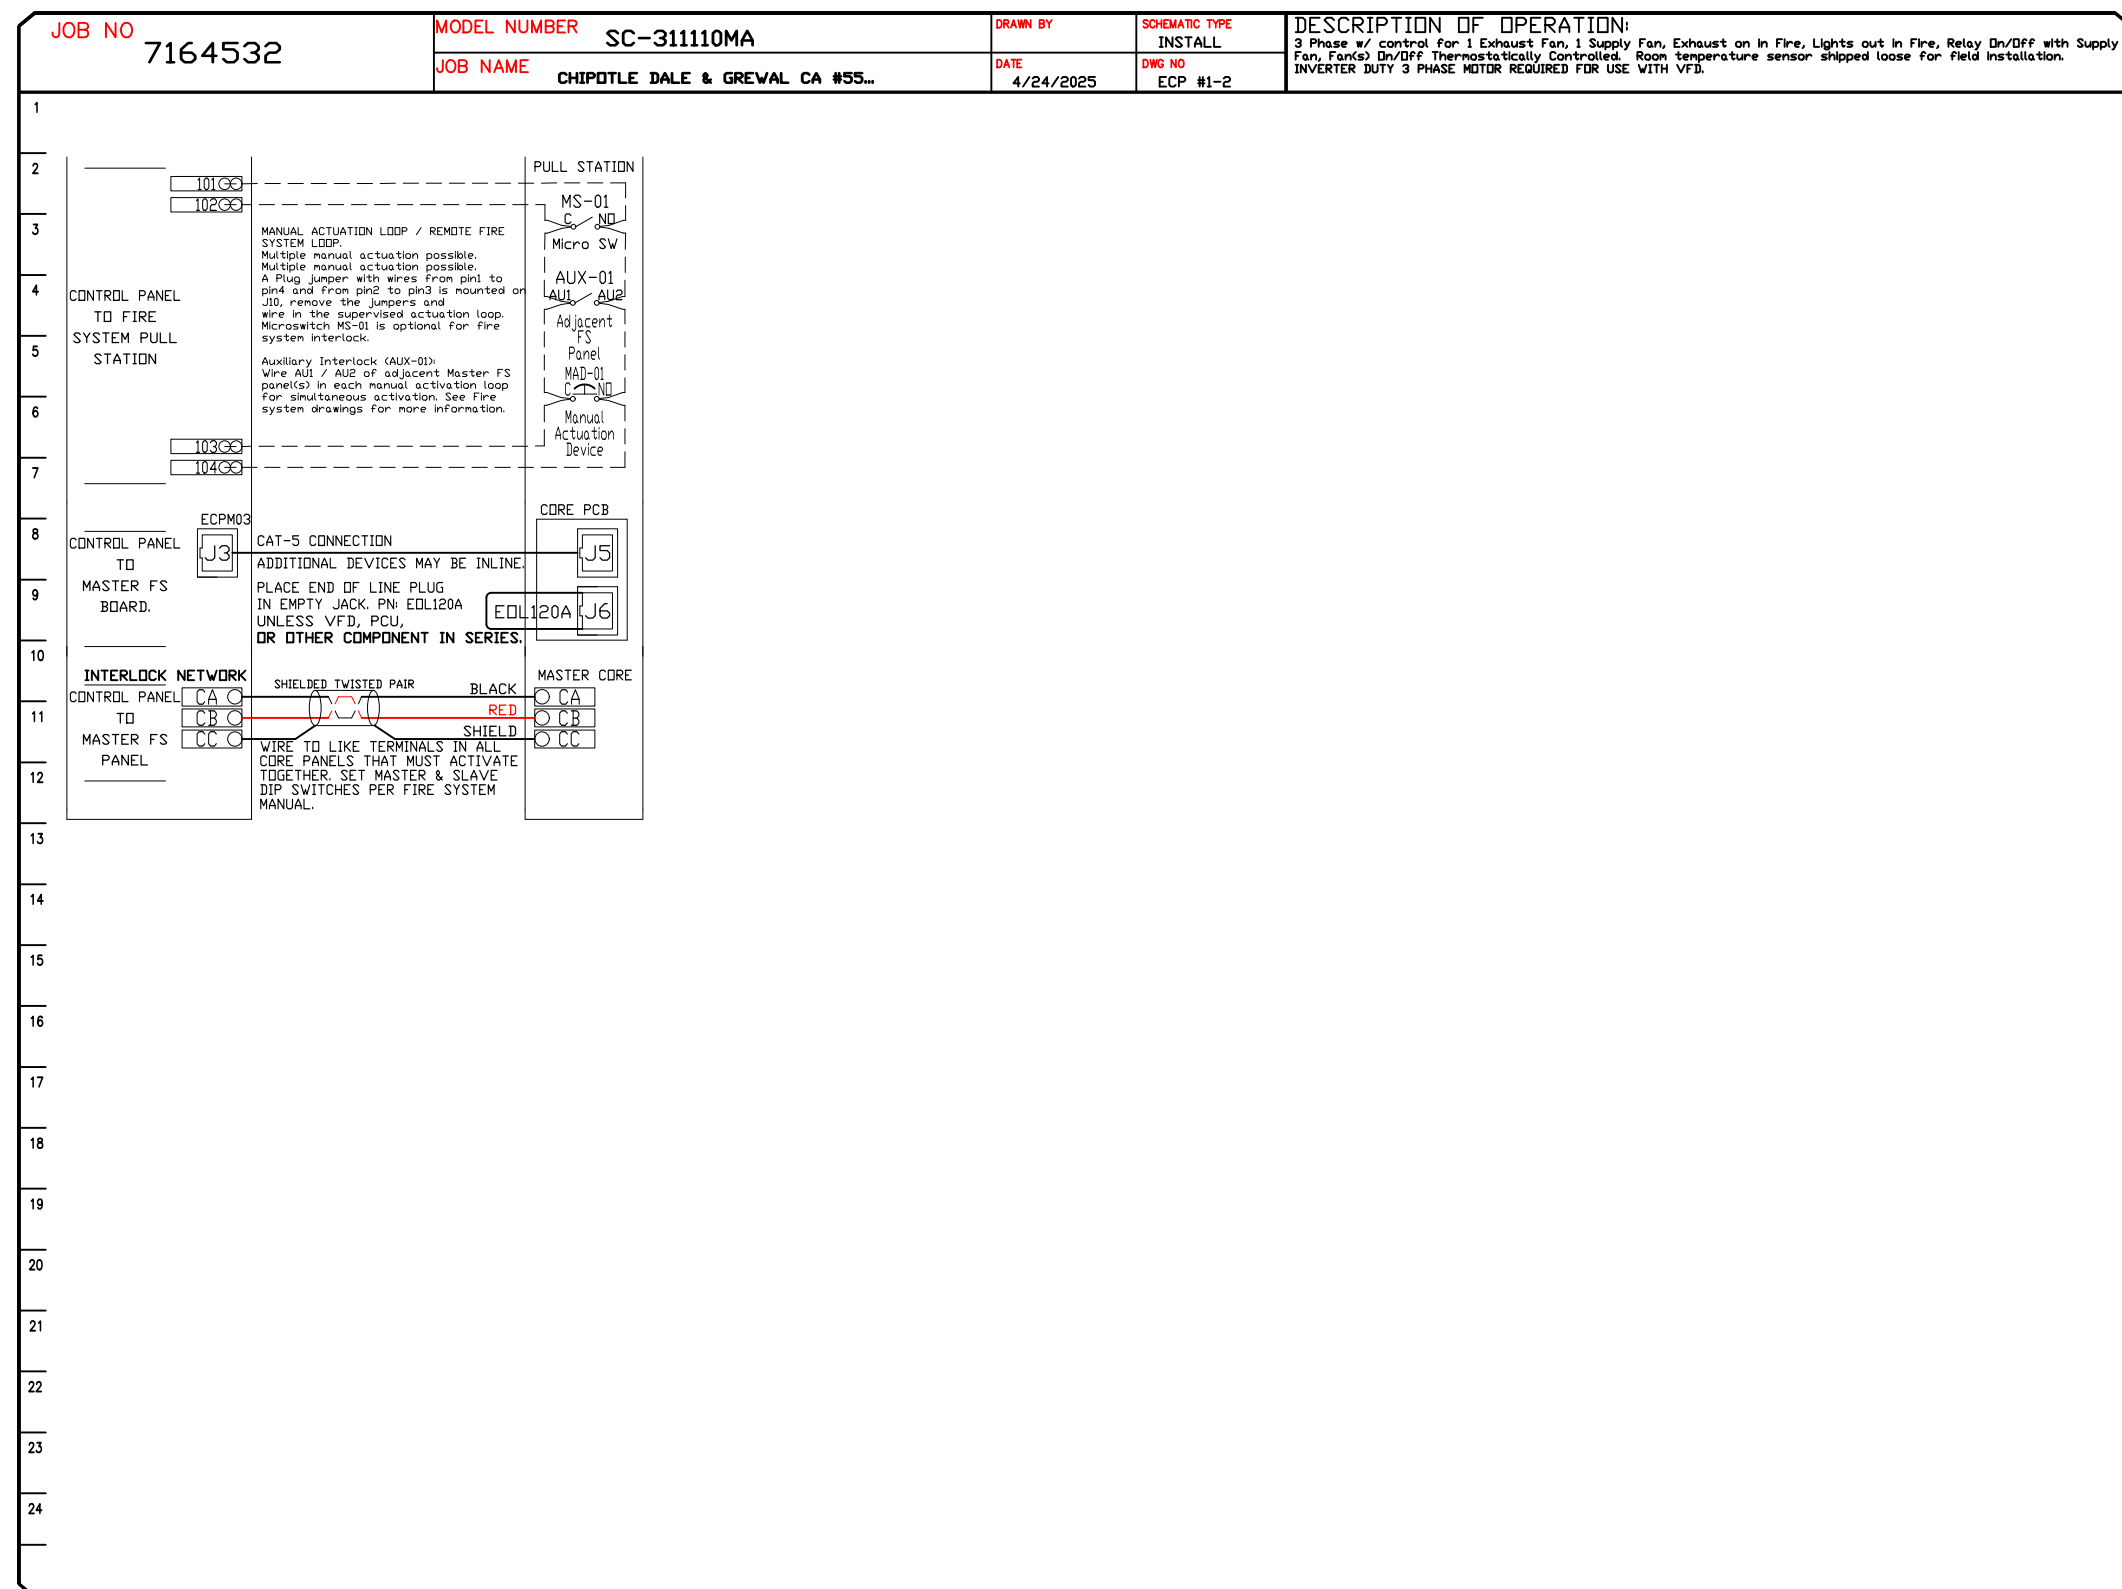 JOB NO
7164532
MODEL NUMBER
SC-311110MA
JOB NAME
CHIPOTLE DALE & GREWAL CA #55...
DRAWN BY
SCHEMATIC TYPE
INSTALL
DATE
4/24/2025
DWG NO
ECP #1-2
DESCRIPTION OF OPERATION:
3 Phase w/ control for 1 Exhaust Fan, 1 Supply Fan, Exhaust on in Fire, Lights out in Fire, Relay On/Off with Supply
Fan, Fan(s) On/Off Thermostatically Controlled. Room temperature sensor shipped loose for field installation.
INVERTER DUTY 3 PHASE MOTOR REQUIRED FOR USE WITH VFD.
1
2
3
4
5
6
7
8
9
10
11
12
13
14
15
16
17
18
19
20
21
22
23
24
CONTROL PANEL
TO FIRE
SYSTEM PULL
STATION
101
102
103
104
MANUAL ACTUATION LOOP / REMOTE FIRE
SYSTEM LOOP.
Multiple manual actuation possible.
Multiple manual actuation possible.
A Plug jumper with wires from pin1 to
pin4 and from pin2 to pin3 is mounted on
J10, remove the jumpers and
wire in the supervised actuation loop.
Microswitch MS-01 is optional for fire
system interlock.
Auxiliary Interlock (AUX-01):
Wire AU1 / AU2 of adjacent Master FS
panel(s) in each manual activation loop
for simultaneous activation. See Fire
system drawings for more information.
PULL STATION
MS-01
C NO
Micro SW
AUX-01
AU1 AU2
Adjacent
FS
Panel
MAD-01
C NO
Manual
Actuation
Device
CONTROL PANEL
TO
MASTER FS
BOARD.
ECPM03
J3
CAT-5 CONNECTION
ADDITIONAL DEVICES MAY BE INLINE.
PLACE END OF LINE PLUG
IN EMPTY JACK. PN: EOL120A
UNLESS VFD, PCU,
OR OTHER COMPONENT IN SERIES.
CORE PCB
J5
EOL120A
J6
INTERLOCK NETWORK
CONTROL PANEL
TO
MASTER FS
PANEL
CA
CB
CC
SHIELDED TWISTED PAIR
BLACK
RED
SHIELD
WIRE TO LIKE TERMINALS IN ALL
CORE PANELS THAT MUST ACTIVATE
TOGETHER. SET MASTER & SLAVE
DIP SWITCHES PER FIRE SYSTEM
MANUAL.
MASTER CORE
CA
CB
CC